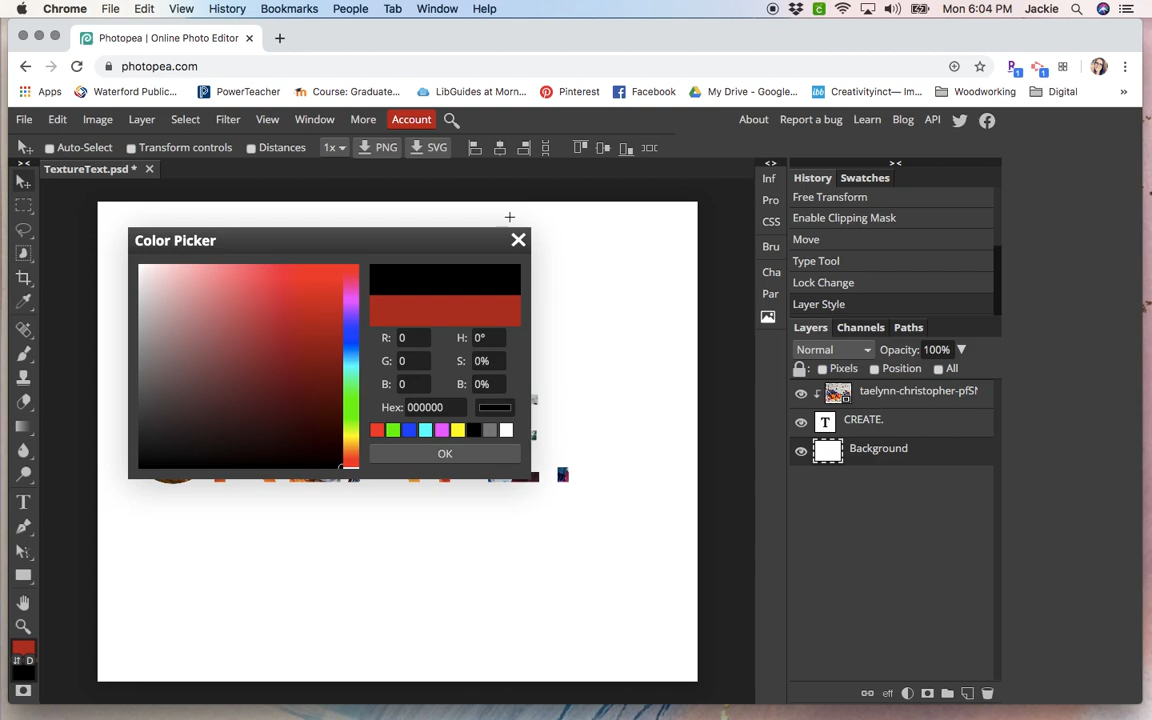 Chrome File Edit View History Bookmarks People Tab Window Help Mon 6:04 PM Jackie
Photopea | Online Photo Editor
photopea.com
Apps Waterford Public... PowerTeacher Course: Graduate... LibGuides at Morn... Pinterest Facebook My Drive - Google... Creativityinct— Im... Woodworking Digital »
File Edit Image Layer Select Filter View Window More Account About Report a bug Learn Blog API
Auto-Select Transform controls Distances 1x PNG SVG
TextureText.psd *
Inf
Pro
CSS
Bru
Cha
Par
History Swatches
Free Transform
Enable Clipping Mask
Move
Type Tool
Lock Change
Layer Style
Layers Channels Paths
Normal Opacity: 100%
Pixels Position All
taelynn-christopher-pfSM
T CREATE.
Background
eff
Color Picker
R: 0 H: 0°
G: 0 S: 0%
B: 0 B: 0%
Hex: 000000
OK
T
D